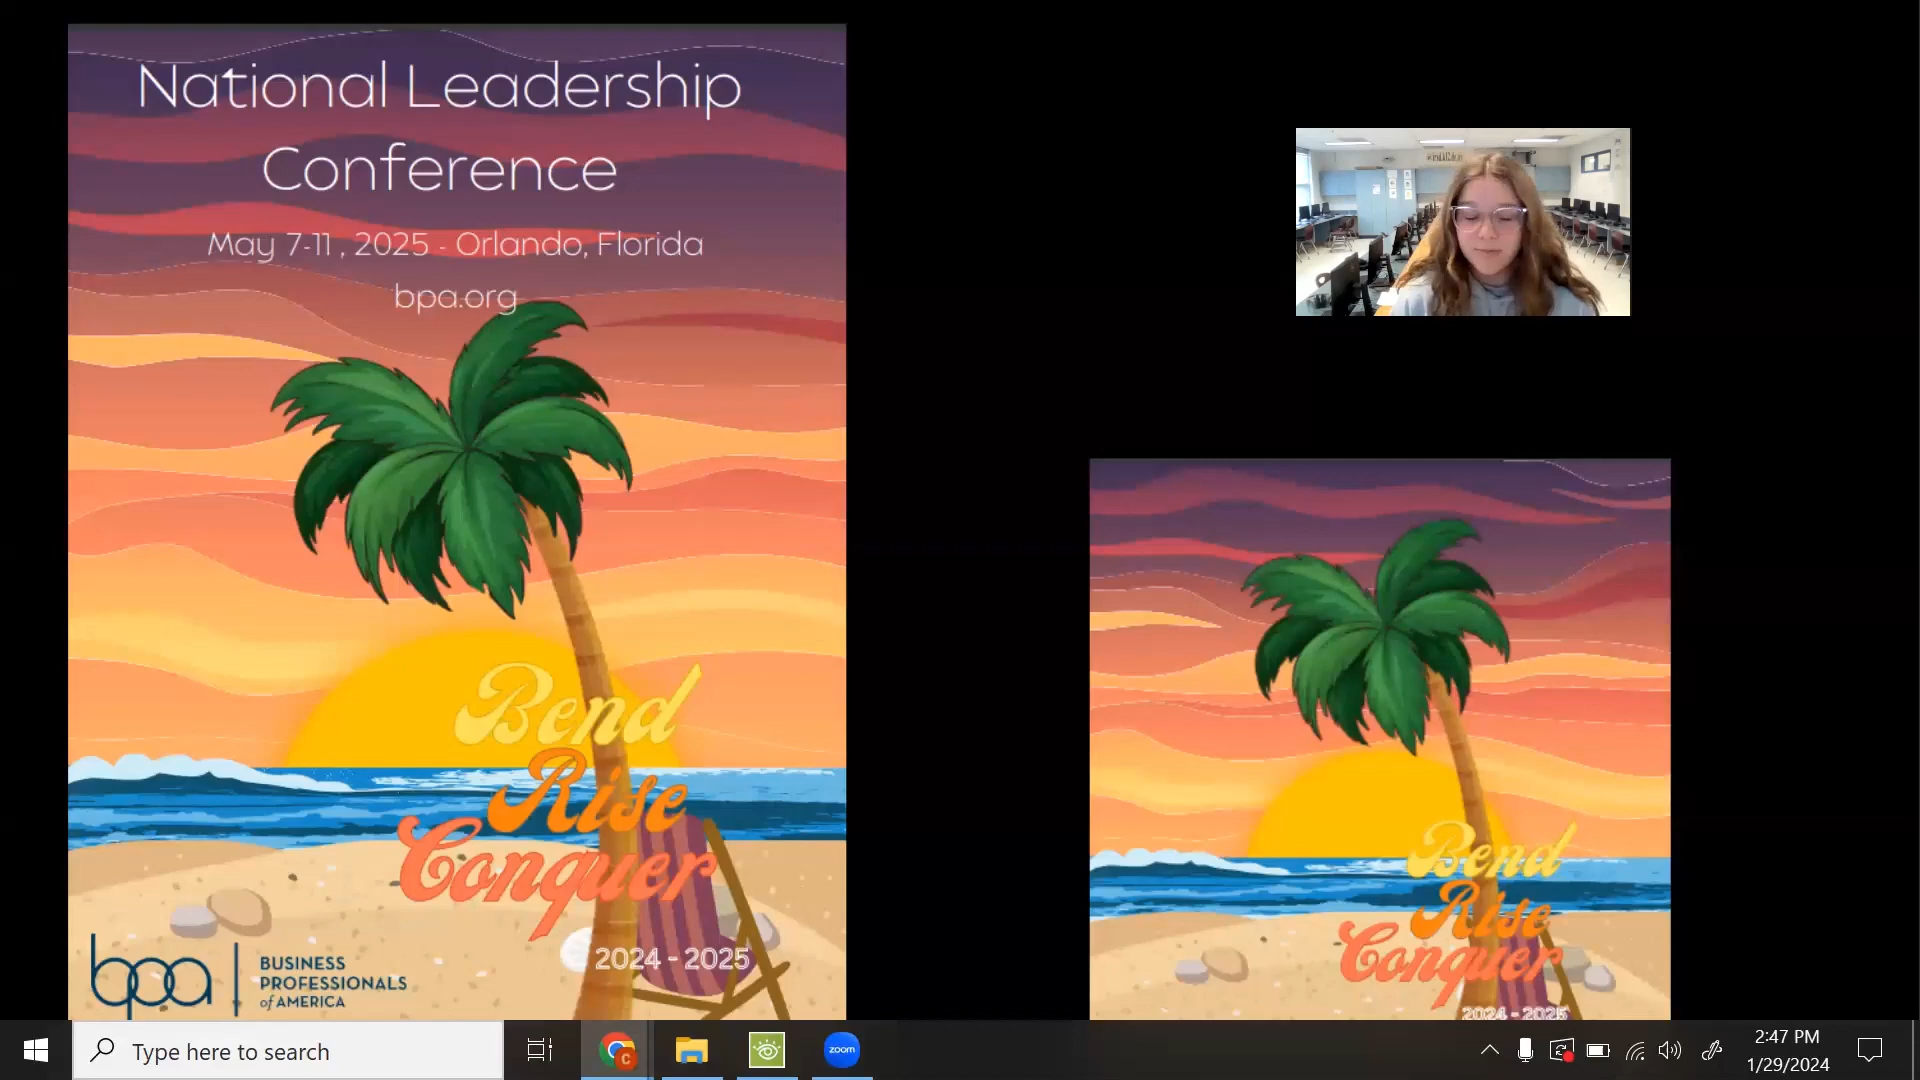 National Leadership
Conference
May 7-11 , 2025 - Orlando, Florida
bpa.org
Bend
Rise
Conquer
2024 - 2025
bpa
BUSINESS
PROFESSIONALS
of AMERICA
Bend
Rise
Conquer
2024 - 2025
Type here to search
C
zoom
2:47 PM
1/29/2024